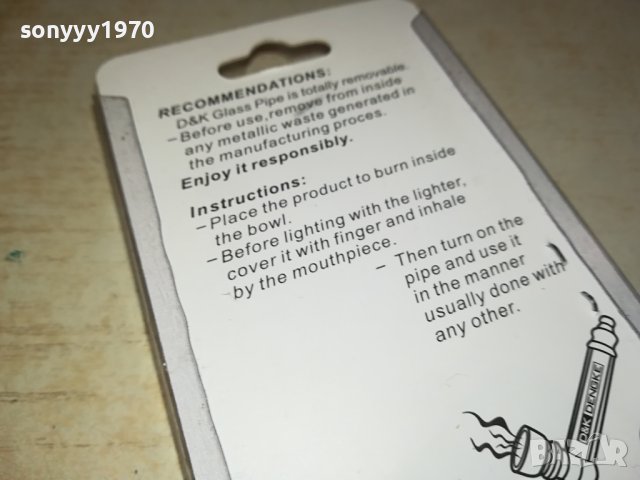 sonyyy1970
RECOMMENDATIONS:
D&K Glass Pipe is totally removable.
-Before use,remove from inside
any metallic waste generated in
the manufacturing proces.
Enjoy it responsibly.
Instructions:
-Place the product to burn inside
the bowl.
-Before lighting with the lighter,
cover it with finger and inhale
by the mouthpiece.
- Then turn on the
pipe and use it
in the manner
usually done with
any other.
D&K DENGKE
BAZAR